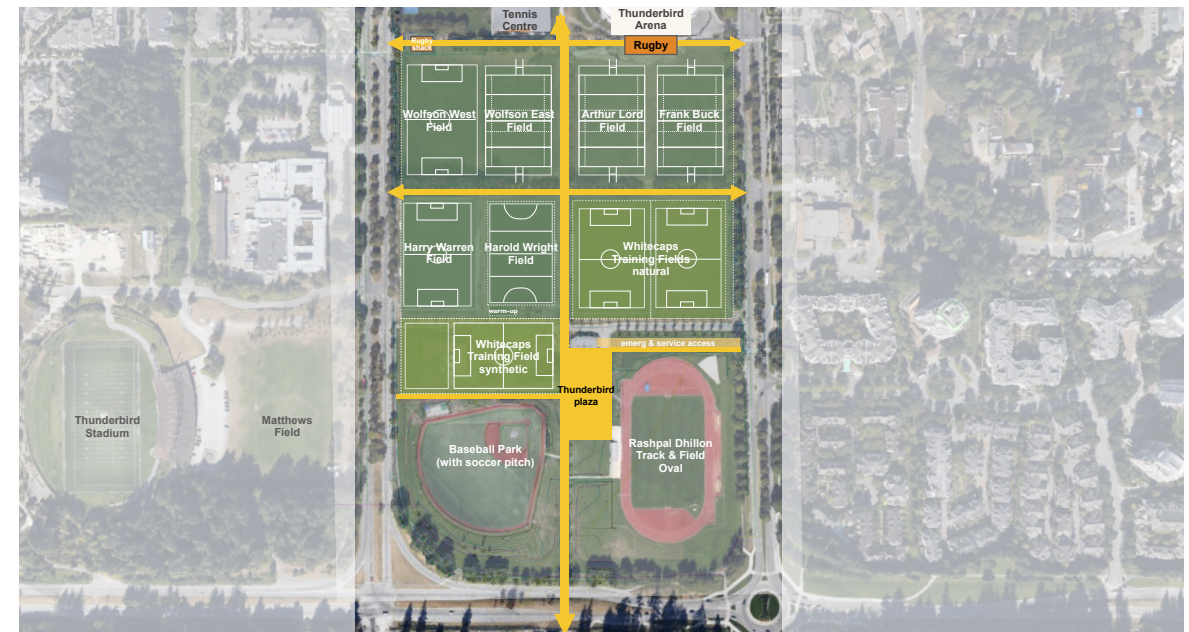 Tennis
Centre
Thunderbird
Arena
Rugby
shack
Rugby
Wolfson West
Field
Wolfson East
Field
Arthur Lord
Field
Frank Buck
Field
Harry Warren
Field
Harold Wright
Field
Whitecaps
Training Fields
natural
warm-up
Whitecaps
Training Field
synthetic
emerg & service access
Thunderbird
plaza
Thunderbird
Stadium
Matthews
Field
Baseball Park
(with soccer pitch)
Rashpal Dhillon
Track & Field
Oval